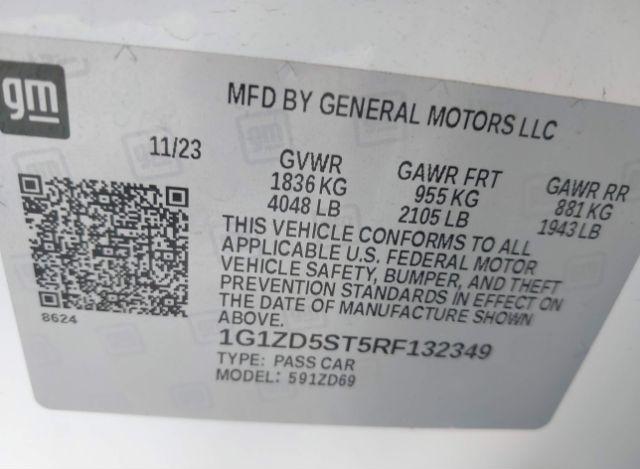 gm
MFD BY GENERAL MOTORS LLC
11/23
GVWR
1836 KG
4048 LB
GAWR FRT
955 KG
2105 LB
GAWR RR
881 KG
1943 LB
THIS VEHICLE CONFORMS TO ALL
APPLICABLE U.S. FEDERAL MOTOR
VEHICLE SAFETY, BUMPER, AND THEFT
PREVENTION STANDARDS IN EFFECT ON
THE DATE OF MANUFACTURE SHOWN
ABOVE.
8624
1G1ZD5ST5RF132349
TYPE: PASS CAR
MODEL: 591ZD69